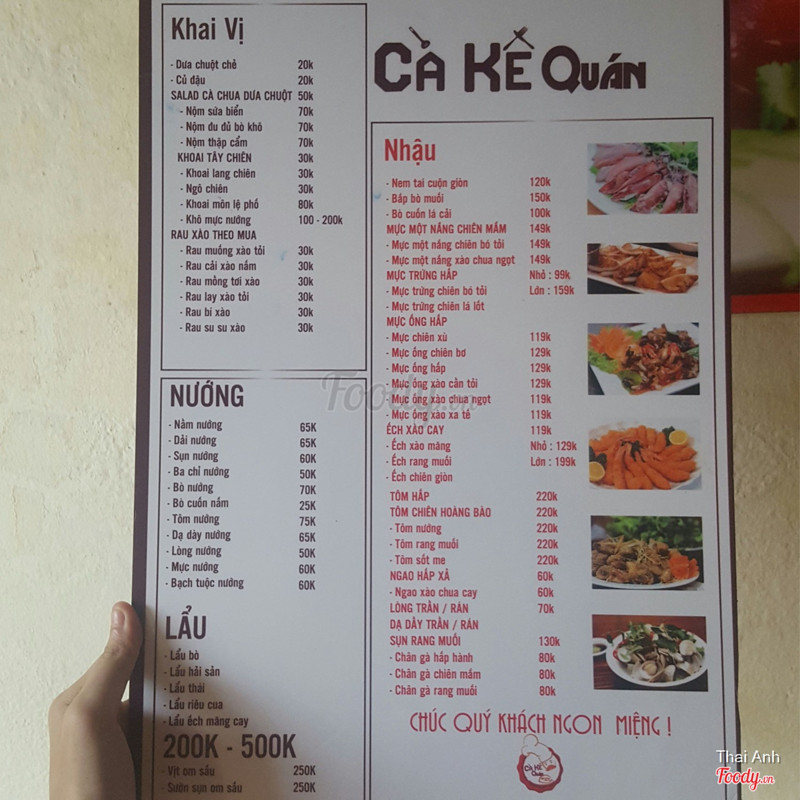 Khai Vị
- Dưa chuột chẻ 20k
- Củ đậu 20k
SALAD CÀ CHUA DƯA CHUỘT 50k
- Nộm sứa biển 70k
- Nộm đu đủ bò khô 70k
- Nộm thập cẩm 70k
KHOAI TÂY CHIÊN 30k
- Khoai lang chiên 30k
- Ngô chiên 30k
- Khoai môn lệ phố 80k
- Khô mực nướng 100 - 200k
RAU XÀO THEO MUA
- Rau muống xào tỏi 30k
- Rau cải xào nấm 30k
- Rau mồng tơi xào 30k
- Rau lay xào tỏi 30k
- Rau bí xào 30k
- Rau su su xào 30k
NƯỚNG
- Nầm nướng 65K
- Dải nướng 65K
- Sụn nướng 60K
- Ba chỉ nướng 50K
- Bò nướng 70K
- Bò cuốn nấm 25K
- Tôm nướng 75K
- Dạ dày nướng 65K
- Lòng nướng 50K
- Mực nướng 60K
- Bạch tuộc nướng 60K
LẨU
- Lẩu bò
- Lẩu hải sản
- Lẩu thái
- Lẩu riêu cua
- Lẩu ếch măng cay
200K - 500K
- Vịt om sấu 250K
- Sườn sụn om sấu 250K
CÀ KÊ QUÁN
Nhậu
- Nem tai cuộn giòn 120k
- Bắp bò muối 150k
- Bò cuốn lá cải 100k
MỰC MỘT NẮNG CHIÊN MẮM 149k
- Mực một nắng chiên bó tỏi 149k
- Mực một nắng xào chua ngọt 149k
MỰC TRỨNG HẤP Nhỏ : 99k
- Mực trứng chiên bó tỏi Lớn : 159k
- Mực trứng chiên lá lốt
MỰC ỐNG HẤP
- Mực chiên xù 119k
- Mực ống chiên bơ 129k
- Mực ống hấp 129k
- Mực ống xào cần tỏi 129k
- Mực ống xào chua ngọt 119k
- Mực ống xào xa tế 119k
ẾCH XÀO CAY 119k
- Ếch xào măng Nhỏ : 129k
- Ếch rang muối Lớn : 199k
- Ếch chiên giòn
TÔM HẤP 220k
TÔM CHIÊN HOÀNG BÀO 220k
- Tôm nướng 220k
- Tôm rang muối 220k
- Tôm sốt me 220k
NGAO HẤP XẢ 60k
- Ngao xào chua cay 60k
LÒNG TRẦN / RÁN 70k
DẠ DẦY TRẦN / RÁN
SỤN RANG MUỐI 130k
- Chân gà hấp hành 80k
- Chân gà chiên mắm 80k
- Chân gà rang muối 80k
CHÚC QUÝ KHÁCH NGON MIỆNG !
Cà Kê
Quán
Foody.vn
Thai Anh
Foody.vn